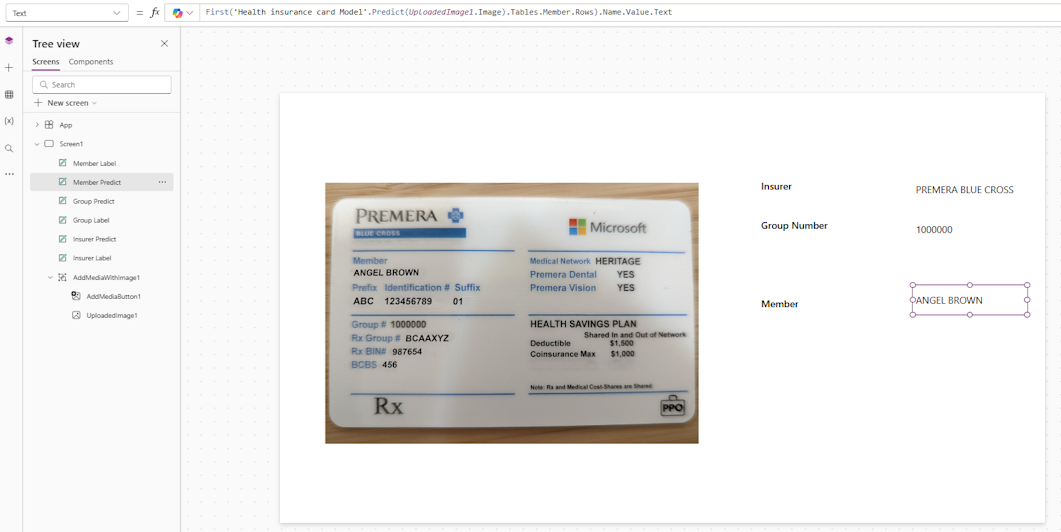 Text = fx First('Health insurance card Model'.Predict(UploadedImage1.Image).Tables.Member.Rows).Name.Value.Text
Tree view
Screens Components
Search
New screen
App
Screen1
Member Label
Member Predict ...
Group Predict
Group Label
Insurer Predict
Insurer Label
AddMediaWithImage1
AddMediaButton1
UploadedImage1
PREMERA
BLUE CROSS
Member
ANGEL BROWN
Prefix Identification # Suffix
ABC 123456789 01
Group # 1000000
Rx Group # BCAAXYZ
Rx BIN# 987654
BCBS 456
Rx
Microsoft
Medical Network HERITAGE
Premera Dental YES
Premera Vision YES
HEALTH SAVINGS PLAN
Shared In and Out of Network
Deductible $1,500
Coinsurance Max $1,000
Note: Rx and Medical Cost-Shares are Shared
PPO
Insurer PREMERA BLUE CROSS
Group Number 1000000
Member ANGEL BROWN